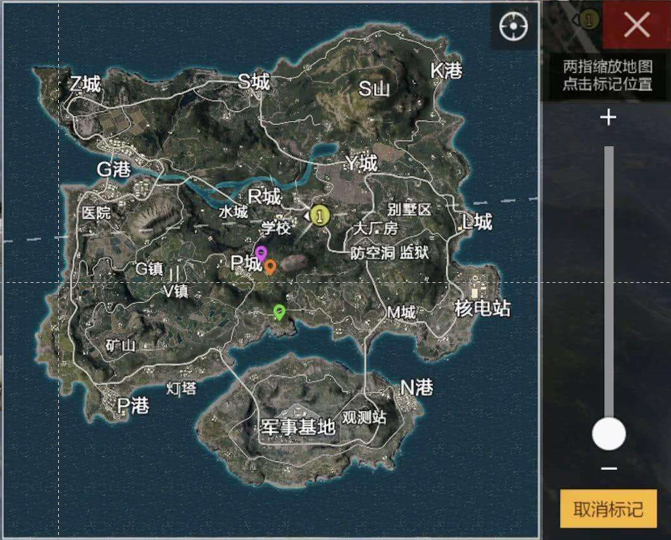 1
两指缩放地图
点击标记位置
+
K港
Z城
S城
S山
G港
Y城
R城
医院
水城
1
别墅区
学校
大厂房
L城
P城
防空洞 监狱
G镇
V镇
M城
核电站
矿山
灯塔
N港
P港
观测站
军事基地
−
取消标记